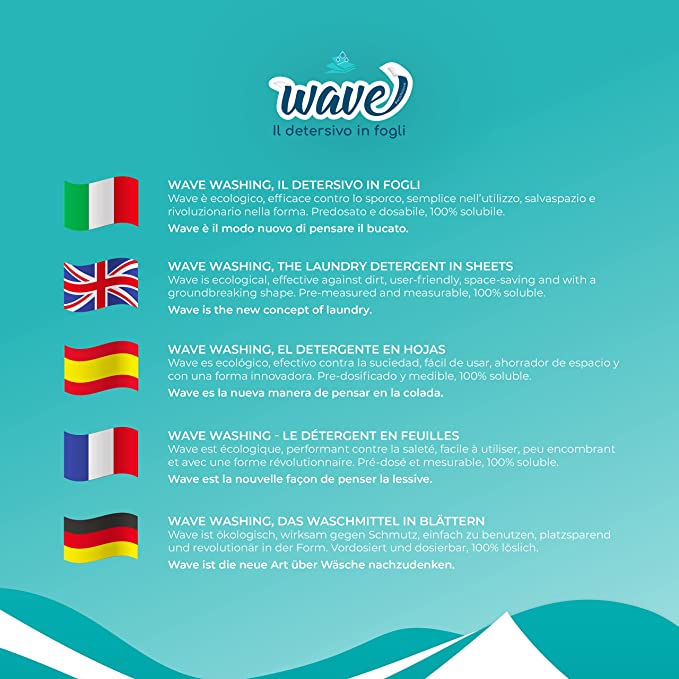 wave
Il detersivo in fogli
WAVE WASHING, IL DETERSIVO IN FOGLI
Wave è ecologico, efficace contro lo sporco, semplice nell'utilizzo, salvaspazio e
rivoluzionario nella forma. Predosato e dosabile, 100% solubile.
Wave è il modo nuovo di pensare il bucato.
WAVE WASHING, THE LAUNDRY DETERGENT IN SHEETS
Wave is ecological, effective against dirt, user-friendly, space-saving and with a
groundbreaking shape. Pre-measured and measurable, 100% soluble.
Wave is the new concept of laundry.
WAVE WASHING, EL DETERGENTE EN HOJAS
Wave es ecológico, efectivo contra la suciedad, fácil de usar, ahorrador de espacio y
con una forma innovadora. Pre-dosificado y medible, 100% soluble.
Wave es la nueva manera de pensar en la colada.
WAVE WASHING - LE DÉTERGENT EN FEUILLES
Wave est écologique, performant contre la saleté, facile à utiliser, peu encombrant
et avec une forme révolutionnaire. Pré-dosé et mesurable, 100% soluble.
Wave est la nouvelle façon de penser la lessive.
WAVE WASHING, DAS WASCHMITTEL IN BLÄTTERN
Wave ist ökologisch, wirksam gegen Schmutz, einfach zu benutzen, platzsparend
und revolutionär in der Form. Vordosiert und dosierbar, 100% löslich.
Wave ist die neue Art über Wäsche nachzudenken.